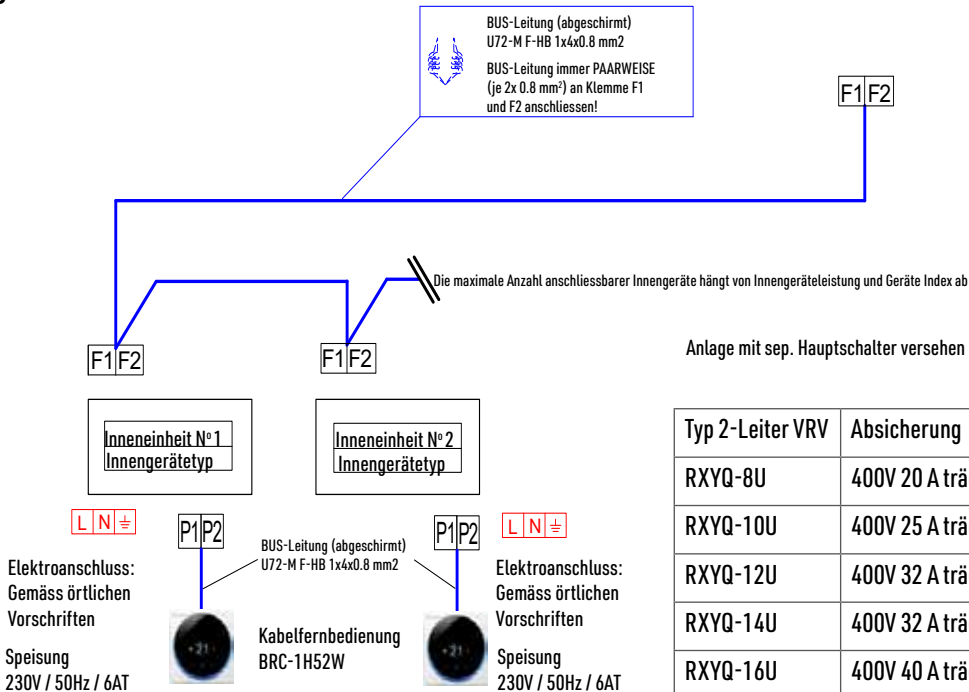 BUS-Leitung (abgeschirmt)
U72-M F-HB 1x4x0.8 mm2
BUS-Leitung immer PAARWEISE
(je 2x 0.8 mm²) an Klemme F1
und F2 anschliessen!
F1 F2
Die maximale Anzahl anschliessbarer Innengeräte hängt von Innengeräteleistung und Geräte Index ab
F1 F2
F1 F2
Anlage mit sep. Hauptschalter versehen
Inneneinheit Nº 1
Innengerätetyp
Inneneinheit Nº 2
Innengerätetyp
L N ⏚
P1 P2
BUS-Leitung (abgeschirmt)
U72-M F-HB 1x4x0.8 mm2
P1 P2
L N ⏚
Elektroanschluss:
Gemäss örtlichen
Vorschriften
Speisung
230V / 50Hz / 6AT
Kabelfernbedienung
BRC-1H52W
Elektroanschluss:
Gemäss örtlichen
Vorschriften
Speisung
230V / 50Hz / 6AT
Typ 2-Leiter VRV Absicherung
RXYQ-8U 400V 20 A trä
RXYQ-10U 400V 25 A trä
RXYQ-12U 400V 32 A trä
RXYQ-14U 400V 32 A trä
RXYQ-16U 400V 40 A trä